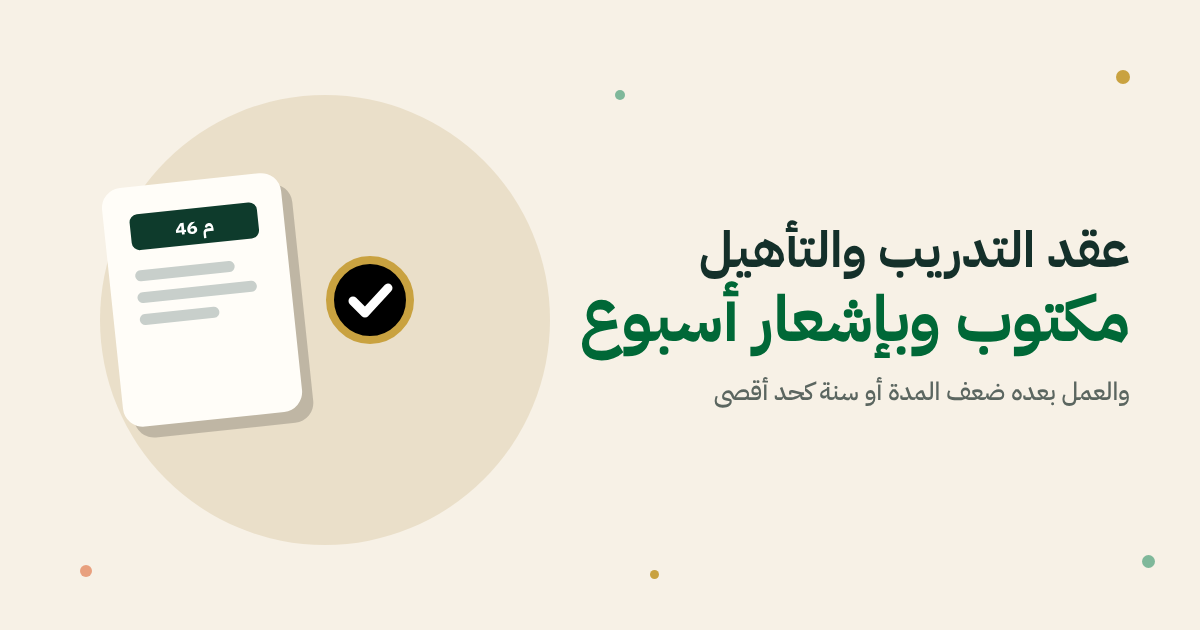 عقد التدريب والتأهيل
مكتوب وبإشعار أسبوع
والعمل بعده ضعف المدة أو سنة كحد أقصى
م 46